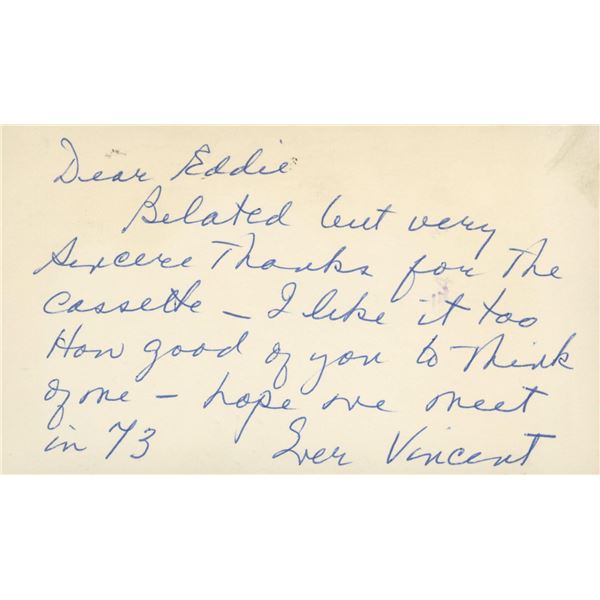 Dear Eddie
Belated but very
sincere Thanks for the
cassette – I like it too
How good of you to think
of me – hope we meet
in 73 Ever Vincent